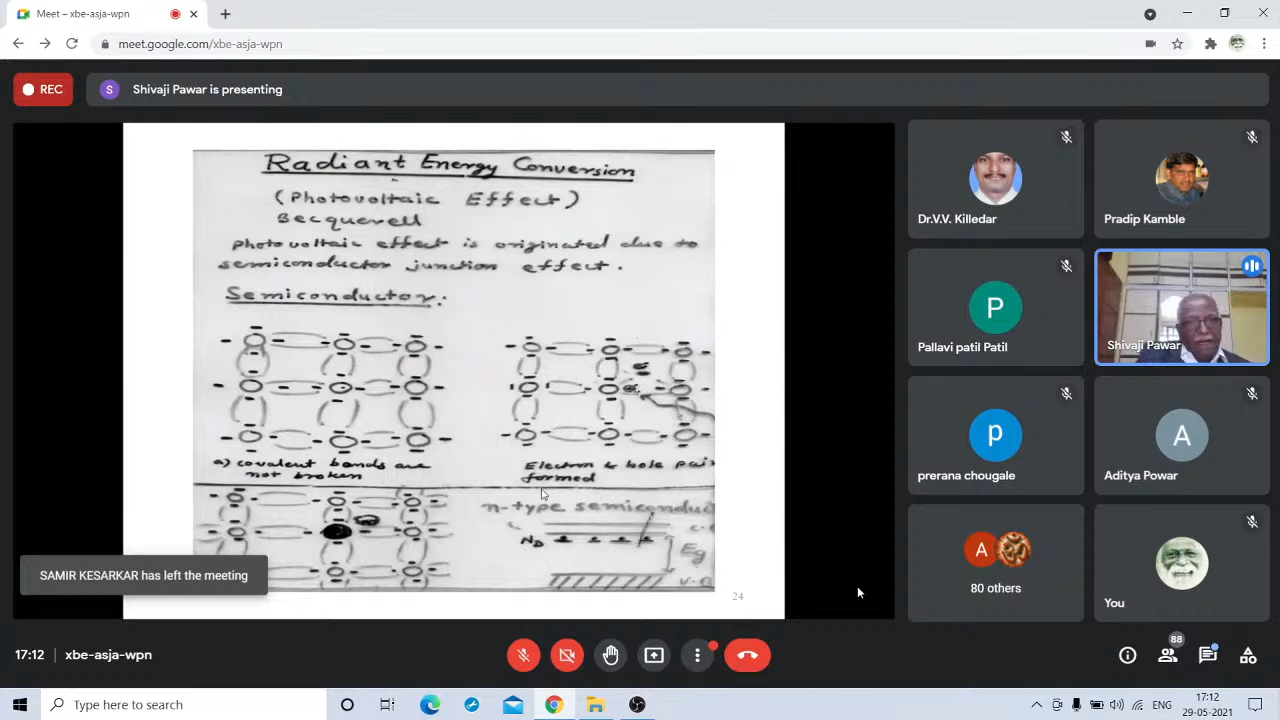 Meet – xbe-asja-wpn
meet.google.com/xbe-asja-wpn
REC
S
Shivaji Pawar is presenting
Radiant Energy Conversion
(Photovoltaic Effect)
Becquerell
Photovoltaic effect is originated due to
semiconductor junction effect.
Semiconductor:
a) covalent bonds are
not broken
Electron & hole pair
formed
n-type semiconduc
C.
ND
Eg
V.B
24
Dr.V.V. Killedar
Pradip Kamble
P
Pallavi patil Patil
Shivaji Pawar
p
prerana chougale
A
Aditya Powar
A
80 others
You
SAMIR KESARKAR has left the meeting
17:12
xbe-asja-wpn
88
Type here to search
ENG
17:12
29-05-2021